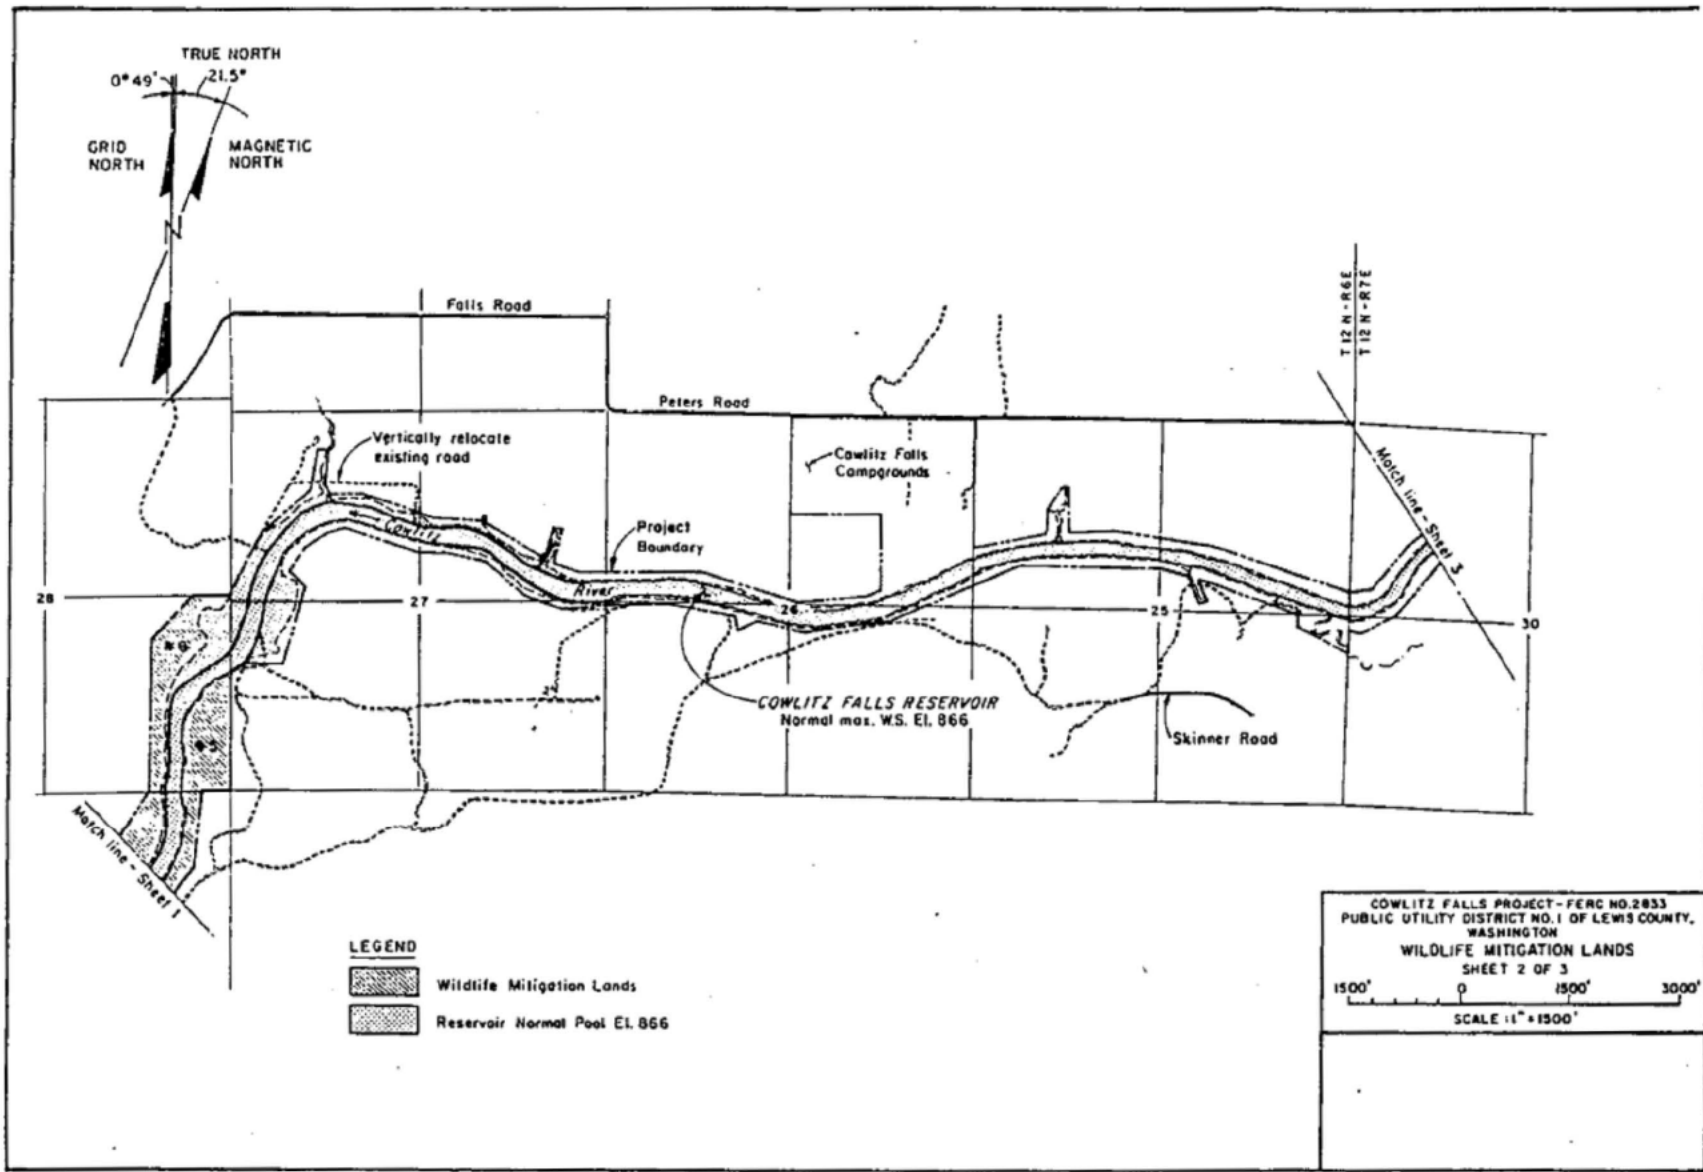 TRUE NORTH
0° 49'
21.5°
GRID
NORTH
MAGNETIC
NORTH
Falls Road
T12N-R6E
T12N-R7E
Peters Road
Vertically relocate
existing road
Cowlitz Falls
Campgrounds
Match line - Sheet 3
Cowlitz
Project
Boundary
River
28
27
26
25
30
COWLITZ FALLS RESERVOIR
Normal max. W.S. El. 866
Skinner Road
Match line - Sheet 1
LEGEND
Wildlife Mitigation Lands
Reservoir Normal Pool El. 866
COWLITZ FALLS PROJECT-FERC NO.2833
PUBLIC UTILITY DISTRICT NO.1 OF LEWIS COUNTY,
WASHINGTON
WILDLIFE MITIGATION LANDS
SHEET 2 OF 3
1500' 0 1500' 3000'
SCALE :1"=1500'